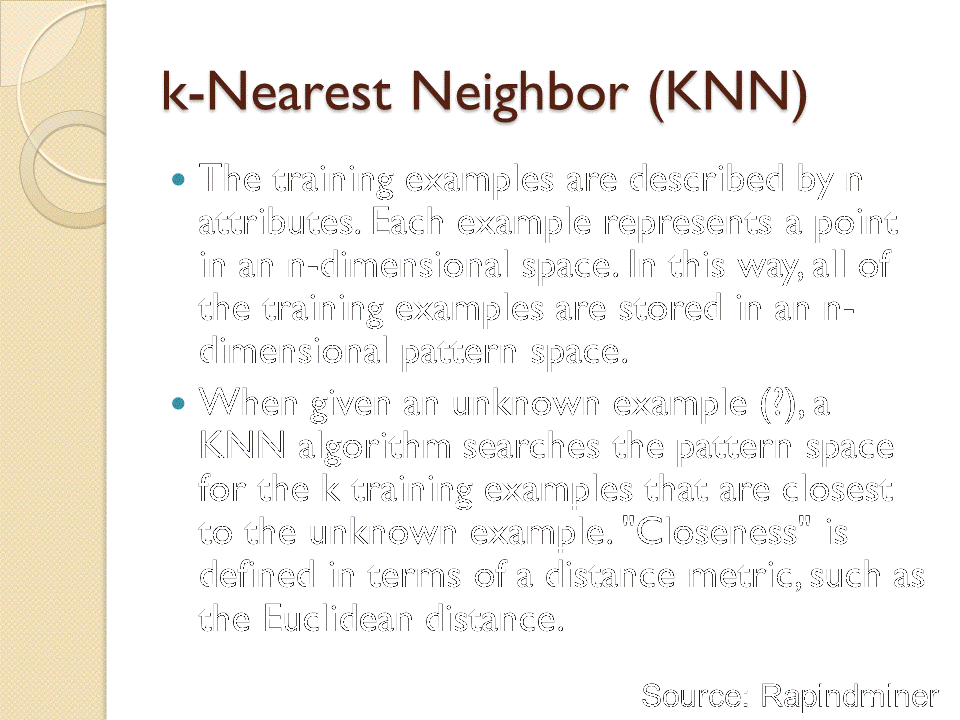 k-Nearest Neighbor (KNN)
The training examples are described by n
attributes. Each example represents a point
in an n-dimensional space. In this way, all of
the training examples are stored in an n-
dimensional pattern space.
When given an unknown example (?), a
KNN algorithm searches the pattern space
for the k training examples that are closest
to the unknown example. "Closeness" is
defined in terms of a distance metric, such as
the Euclidean distance.
Source: Rapindminer